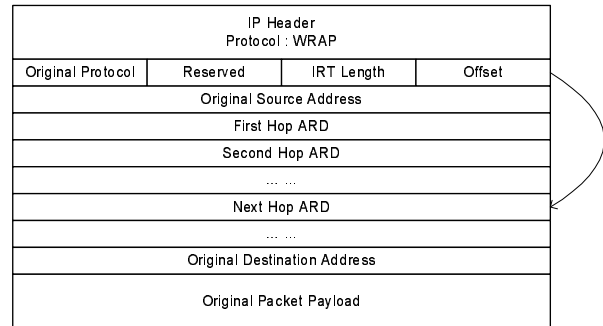 IP Header
Protocol : WRAP
Original Protocol Reserved IRT Length Offset
Original Source Address
First Hop ARD
Second Hop ARD
... ...
Next Hop ARD
... ...
Original Destination Address
Original Packet Payload